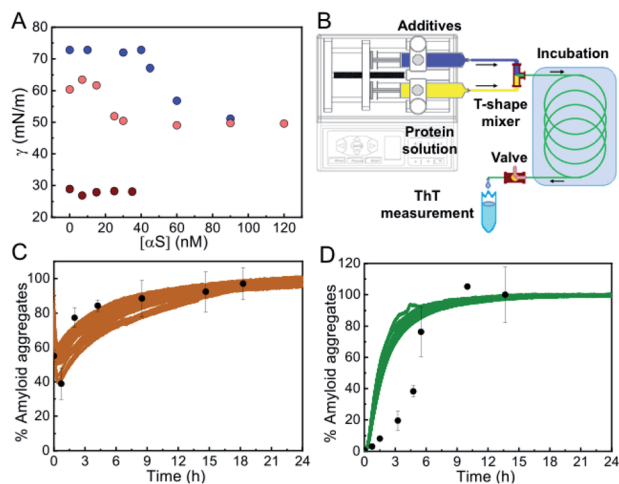 A
80
70
60
50
40
30
20
γ (mN/m)
0 20 40 60 80 100 120
[αS] (nM)
B
Additives
Incubation
T-shape
mixer
Protein
solution
Valve
ThT
measurement
C
100
80
60
40
20
0
% Amyloid aggregates
0 3 6 9 12 15 18 21 24
Time (h)
D
120
100
80
60
40
20
0
% Amyloid aggregates
0 3 6 9 12 15 18 21 24
Time (h)